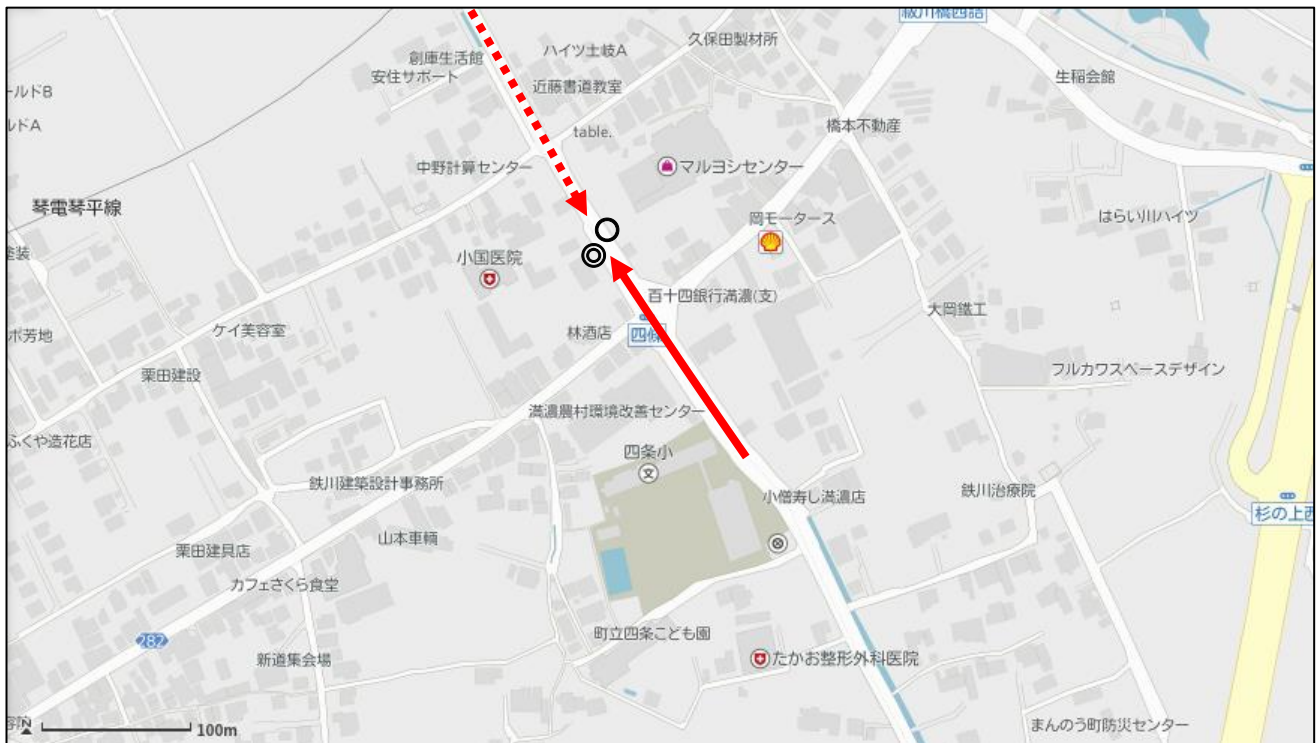 久保田製材所
ハイツ土岐A
創庫生活館
安住サポート
近藤書道教室
生稲会館
ールドB
ルドA
table.
橋本不動産
中野計算センター
マルヨシセンター
琴電琴平線
岡モータース
はらい川ハイツ
小国医院
塗装
百十四銀行満濃(支)
大岡鐵工
ケイ美容室
林酒店
四條
ポ芳地
栗田建設
フルカワスペースデザイン
満濃農村環境改善センター
ふくや造花店
四条小
文
鉄川建築設計事務所
小僧寿し満濃店
鉄川治療院
杉の上西
山本車輌
栗田建具店
カフェさくら食堂
282
町立四条こども園
新道集会場
たかお整形外科医院
N
100m
まんのう町防災センター